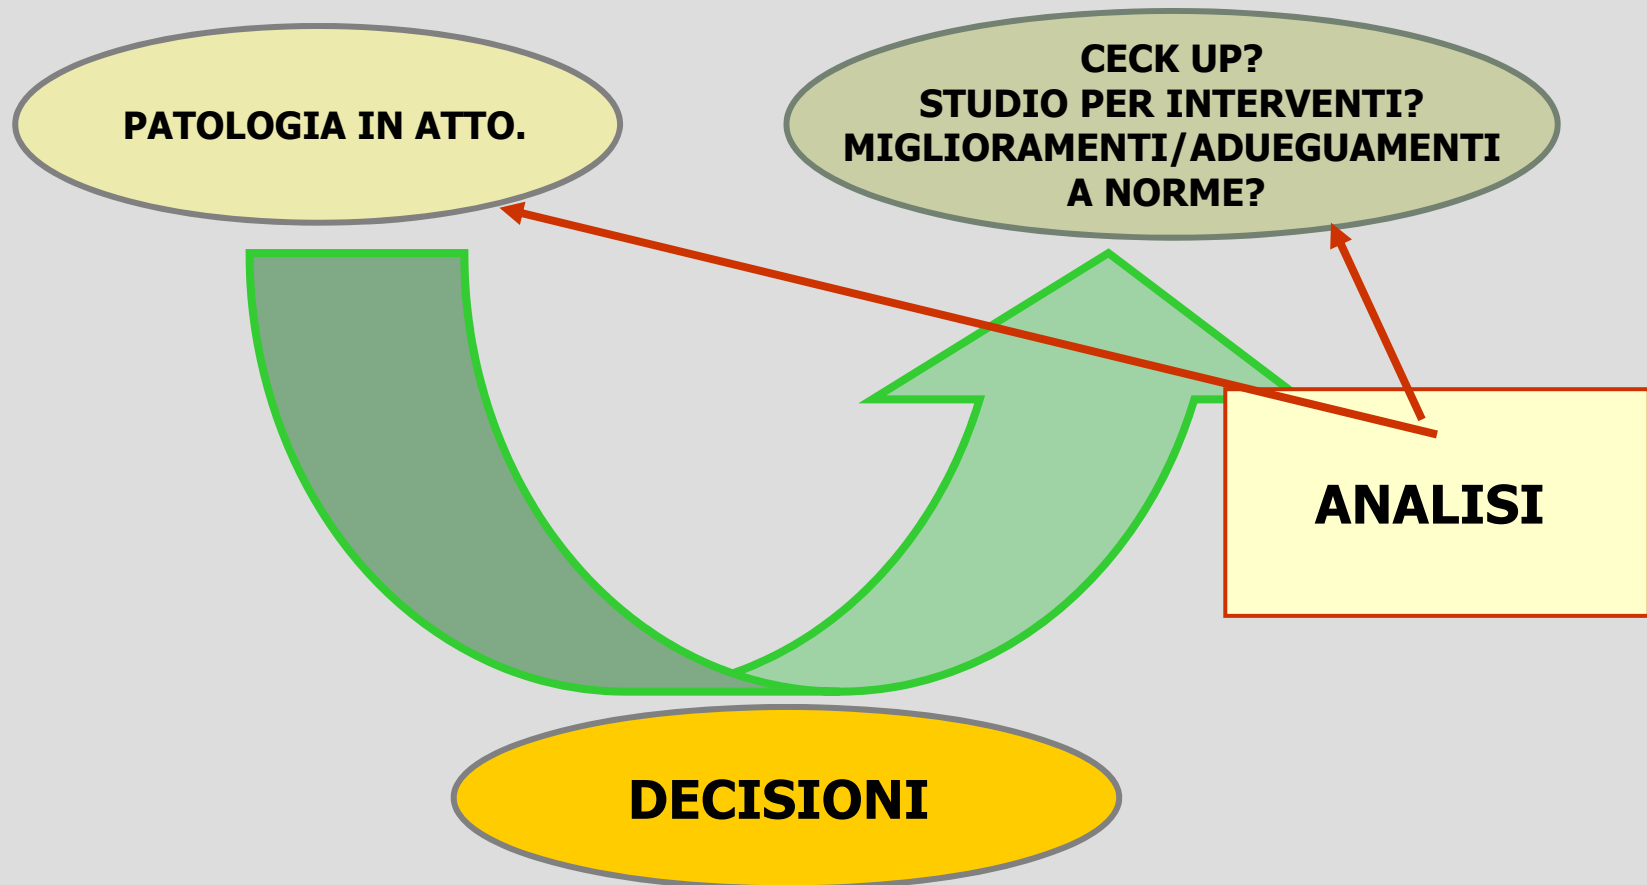 PATOLOGIA IN ATTO.
CECK UP?
STUDIO PER INTERVENTI?
MIGLIORAMENTI/ADUEGUAMENTI
A NORME?
ANALISI
DECISIONI